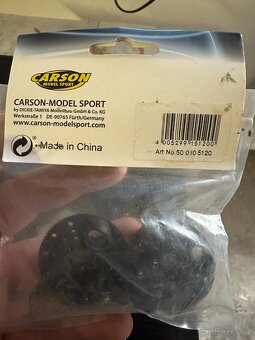 CARSON
MODEL SPORT
CARSON-MODEL SPORT
by DICKIE-TAMIYA Modellbau GmbH & Co. KG
Werkstraße 1 DE-90765 Fürth/Germany
www.carson-modelsport.com
Made in China
4 005299 151200
Art No.50 010 5120